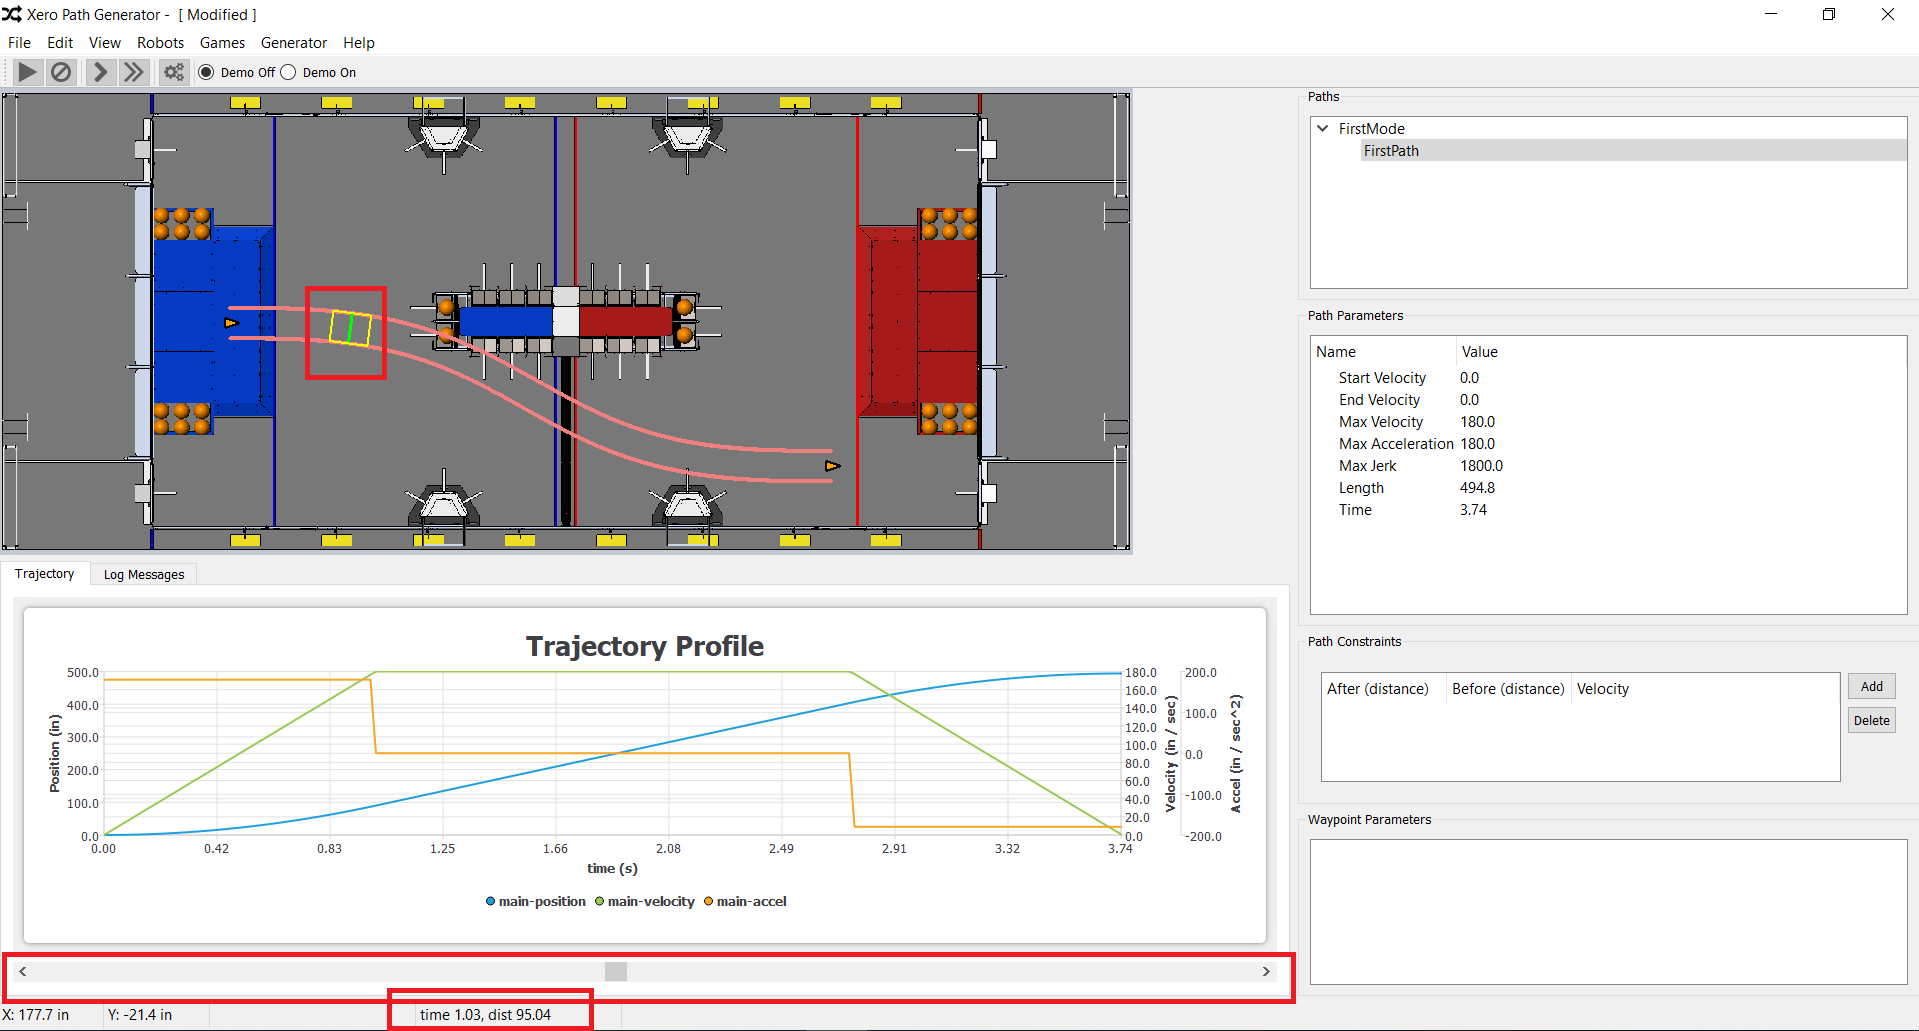 Xero Path Generator -  [ Modified ]
File Edit View Robots Games Generator Help
Demo Off Demo On
Paths
FirstMode
FirstPath
Path Parameters
Name Value
Start Velocity 0.0
End Velocity 0.0
Max Velocity 180.0
Max Acceleration 180.0
Max Jerk 1800.0
Length 494.8
Time 3.74
Trajectory Log Messages
Trajectory Profile
500.0
400.0
300.0
200.0
100.0
0.0
Position (in)
180.0
160.0
140.0
120.0
100.0
80.0
60.0
40.0
20.0
0.0
Velocity (in / sec)
200.0
100.0
0.0
-100.0
-200.0
Accel (in / sec^2)
0.00 0.42 0.83 1.25 1.66 2.08 2.49 2.91 3.32 3.74
time (s)
main-position main-velocity main-accel
Path Constraints
After (distance) Before (distance) Velocity
Add
Delete
Waypoint Parameters
X: 177.7 in Y: -21.4 in time 1.03, dist 95.04